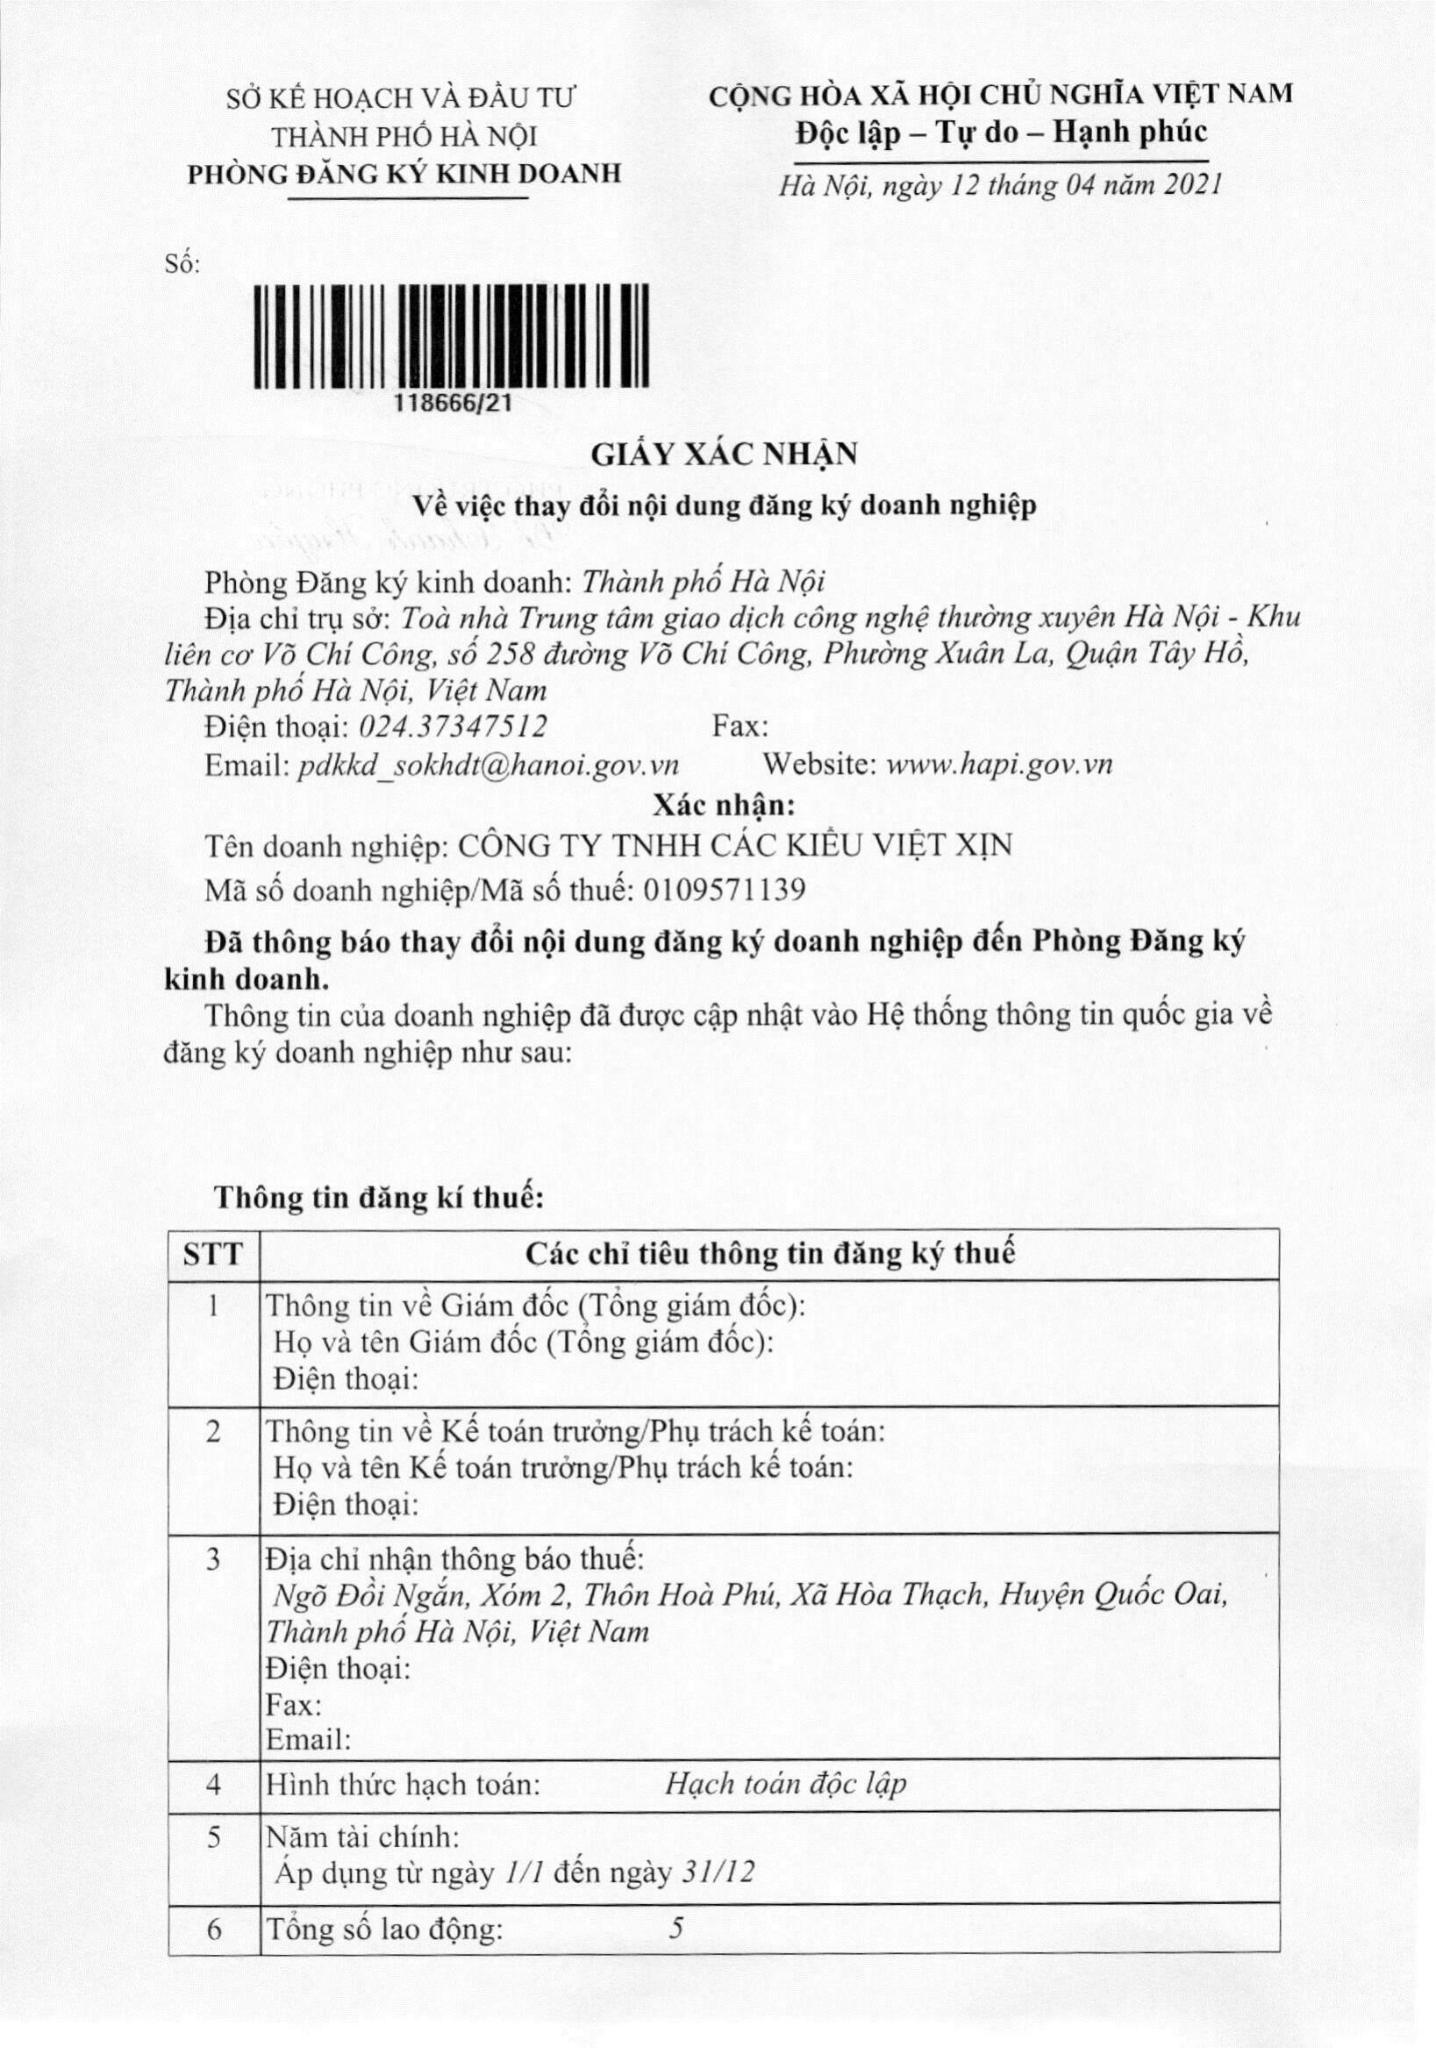 SỞ KẾ HOẠCH VÀ ĐẦU TƯ
THÀNH PHỐ HÀ NỘI
PHÒNG ĐĂNG KÝ KINH DOANH
CỘNG HÒA XÃ HỘI CHỦ NGHĨA VIỆT NAM
Độc lập – Tự do – Hạnh phúc
Hà Nội, ngày 12 tháng 04 năm 2021
Số:
118666/21
GIẤY XÁC NHẬN
Về việc thay đổi nội dung đăng ký doanh nghiệp
Phòng Đăng ký kinh doanh: Thành phố Hà Nội
Địa chỉ trụ sở: Toà nhà Trung tâm giao dịch công nghệ thường xuyên Hà Nội - Khu
liên cơ Võ Chí Công, số 258 đường Võ Chí Công, Phường Xuân La, Quận Tây Hồ,
Thành phố Hà Nội, Việt Nam
Điện thoại: 024.37347512 Fax:
Email: pdkkd_sokhdt@hanoi.gov.vn Website: www.hapi.gov.vn
Xác nhận:
Tên doanh nghiệp: CÔNG TY TNHH CÁC KIỂU VIỆT XỊN
Mã số doanh nghiệp/Mã số thuế: 0109571139
Đã thông báo thay đổi nội dung đăng ký doanh nghiệp đến Phòng Đăng ký
kinh doanh.
Thông tin của doanh nghiệp đã được cập nhật vào Hệ thống thông tin quốc gia về
đăng ký doanh nghiệp như sau:
Thông tin đăng kí thuế:
STT Các chỉ tiêu thông tin đăng ký thuế
1 Thông tin về Giám đốc (Tổng giám đốc):
Họ và tên Giám đốc (Tổng giám đốc):
Điện thoại:
2 Thông tin về Kế toán trưởng/Phụ trách kế toán:
Họ và tên Kế toán trưởng/Phụ trách kế toán:
Điện thoại:
3 Địa chỉ nhận thông báo thuế:
Ngõ Đồi Ngắn, Xóm 2, Thôn Hoà Phú, Xã Hòa Thạch, Huyện Quốc Oai,
Thành phố Hà Nội, Việt Nam
Điện thoại:
Fax:
Email:
4 Hình thức hạch toán: Hạch toán độc lập
5 Năm tài chính:
Áp dụng từ ngày 1/1 đến ngày 31/12
6 Tổng số lao động: 5